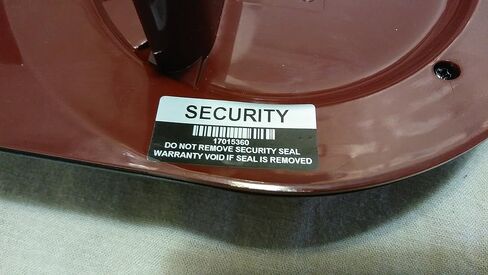 SECURITY
17015360
DO NOT REMOVE SECURITY SEAL
WARRANTY VOID IF SEAL IS REMOVED